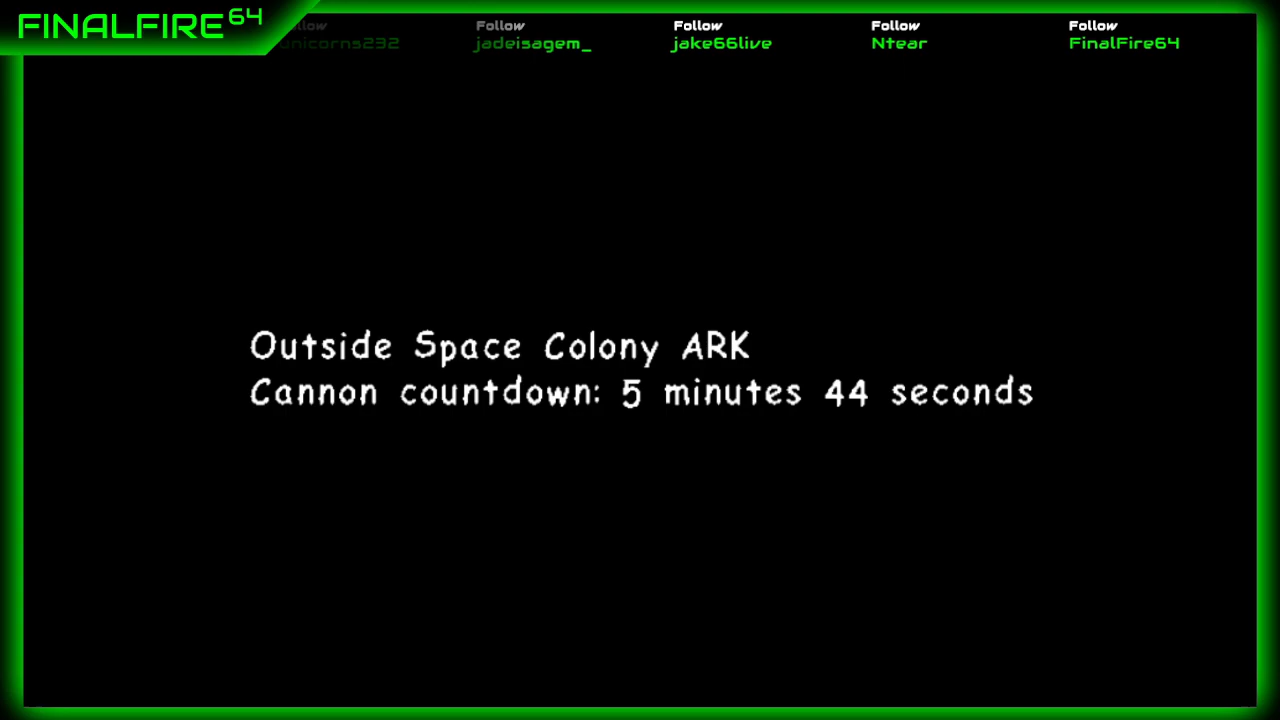 FINALFIRE64
Follow Follow Follow Follow
jadeisagem_ jake66live Ntear FinalFire64
Outside Space Colony ARK
Cannon countdown: 5 minutes 44 seconds